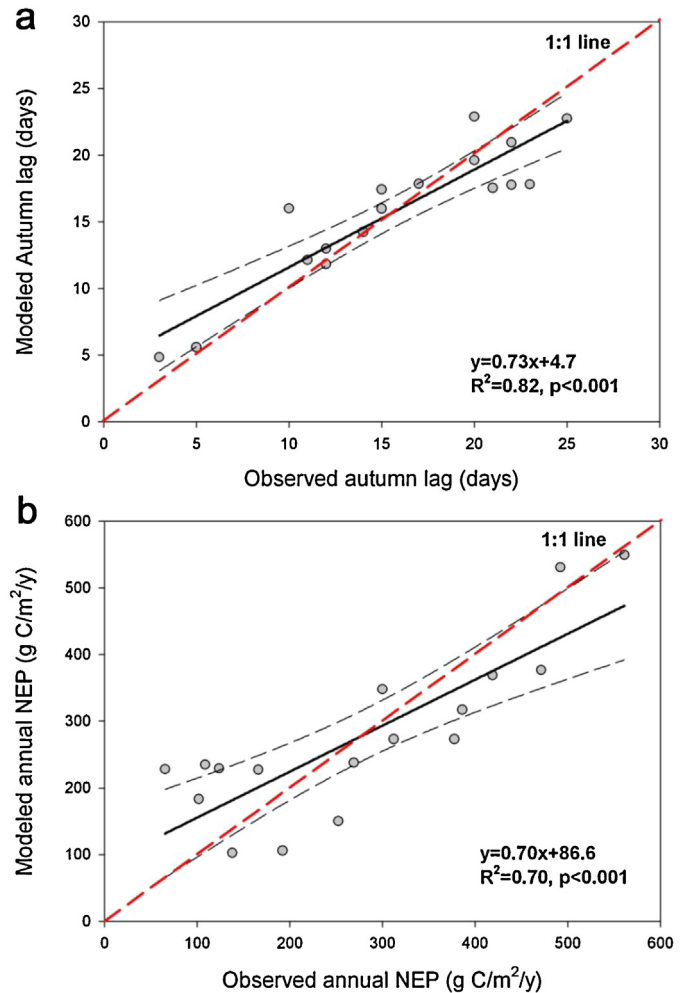 a
30
25
20
15
10
5
0
Modeled Autumn lag (days)
1:1 line
y=0.73x+4.7
R²=0.82, p<0.001
0 5 10 15 20 25 30
Observed autumn lag (days)
b
600
500
400
300
200
100
0
Modeled annual NEP (g C/m²/y)
1:1 line
y=0.70x+86.6
R²=0.70, p<0.001
0 100 200 300 400 500 600
Observed annual NEP (g C/m²/y)